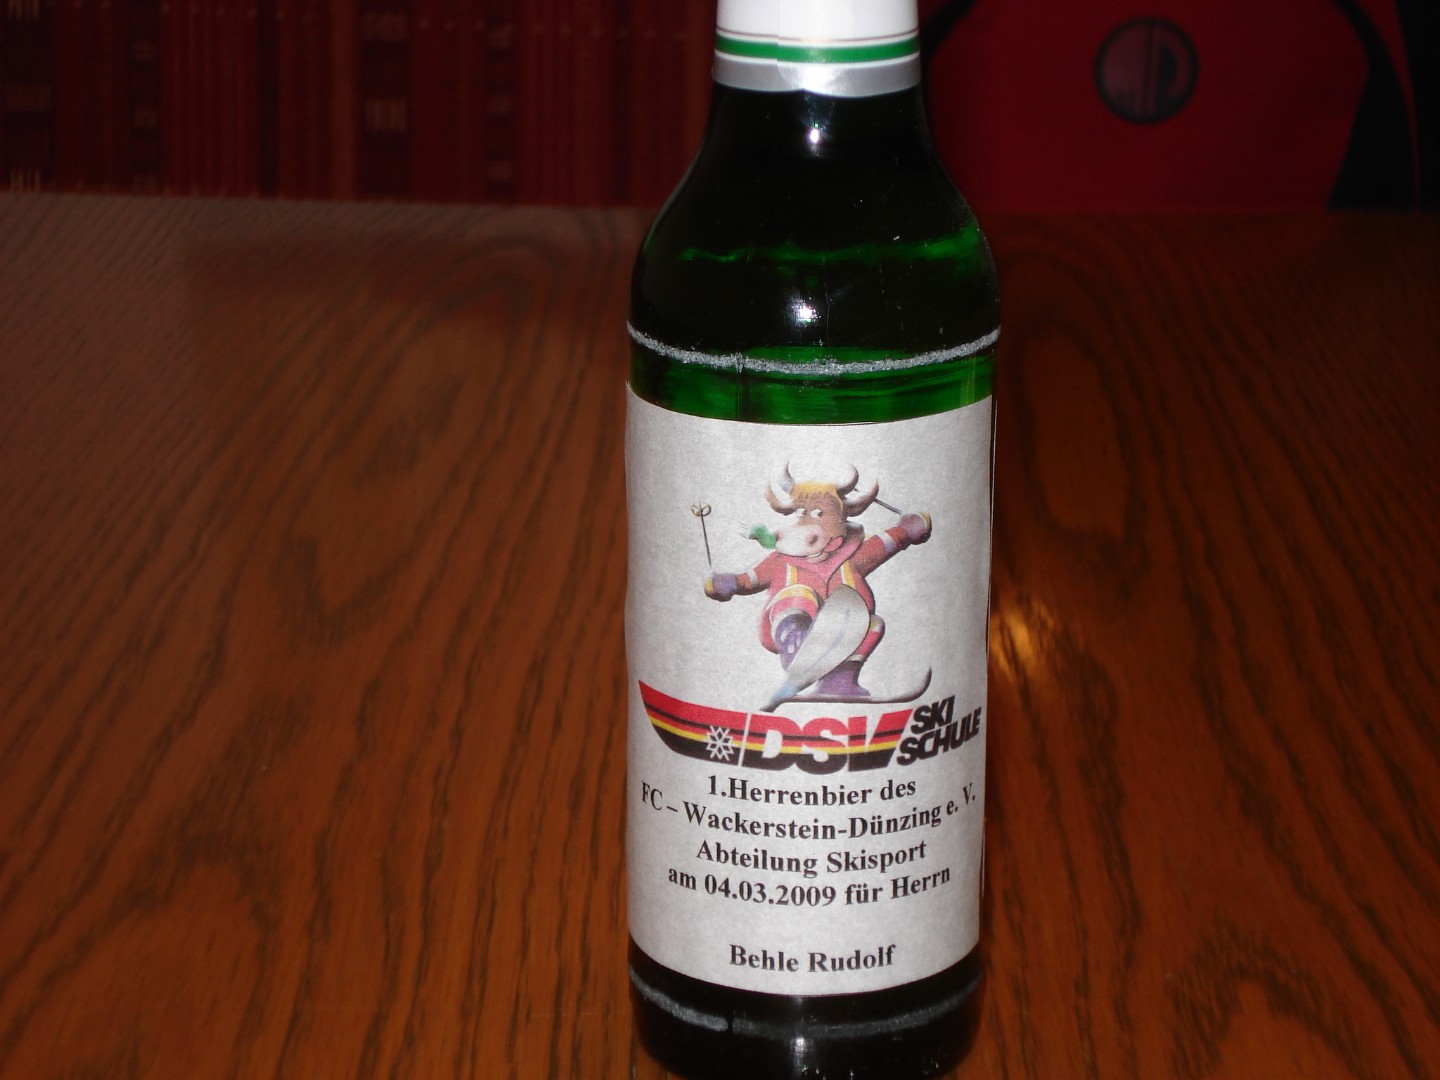 DSV SKI SCHULE
1.Herrenbier des
FC – Wackerstein-Dünzing e. V.
Abteilung Skisport
am 04.03.2009 für Herrn
Behle Rudolf